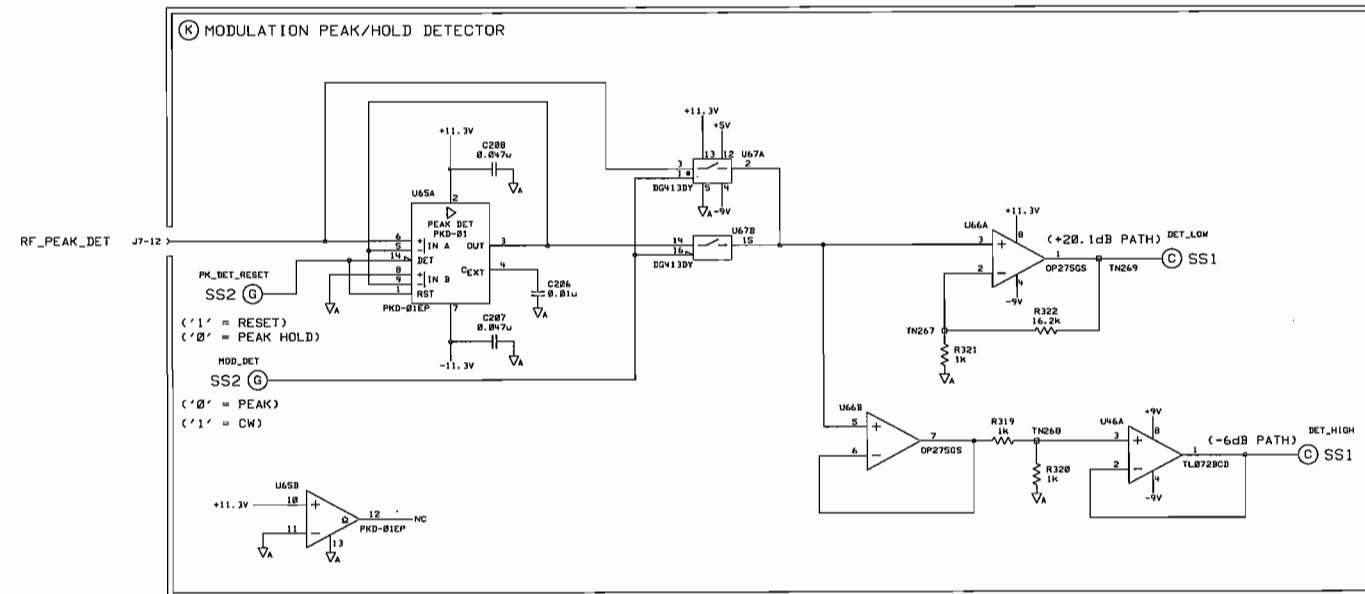 K MODULATION PEAK/HOLD DETECTOR
+11.3V
C208
0.047u
A
U65A
2
PEAK DET
PKD-01
6
+
IN A
OUT
3
5
-
14
DET
8
+
IN B
CEXT
4
9
-
1
RST
PKD-01EP
7
C206
0.01u
A
C207
0.047u
A
-11.3V
RF_PEAK_DET J7-12
PK_DET_RESET
SS2 G
A
('1' = RESET)
('0' = PEAK HOLD)
MOD_DET
SS2 G
('0' = PEAK)
('1' = CW)
+11.3V
+5V
13 12 U67A
3
2
1
DG413DY
5 4
A -9V
U67B
14
15
16
DG413DY
U66A
+11.3V
8
3
+
1
2
-
4
-9V
OP275GS
(+20.1dB PATH)
DET_LOW
C SS1
TN269
R322
16.2k
TN267
R321
1K
A
U66B
5
+
7
6
-
OP275GS
R319
1k
TN268
R320
1K
A
U46A
+9V
8
3
+
1
2
-
4
-9V
TL072BCD
(-6dB PATH)
DET_HIGH
C SS1
U65B
+11.3V
10
+
12
NC
11
-
PKD-01EP
13
A
A